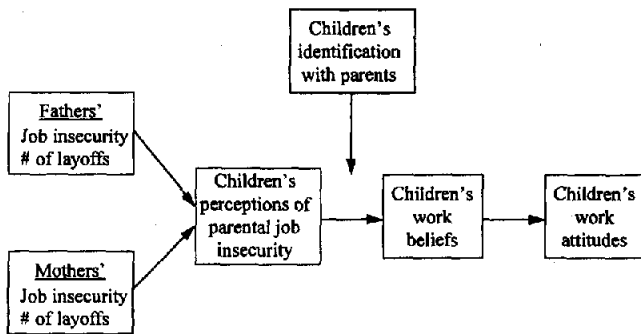 Children's
identification
with parents
Fathers'
Job insecurity
# of layoffs
Children's
perceptions of
parental job
insecurity
Children's
work
beliefs
Children's
work
attitudes
Mothers'
Job insecurity
# of layoffs